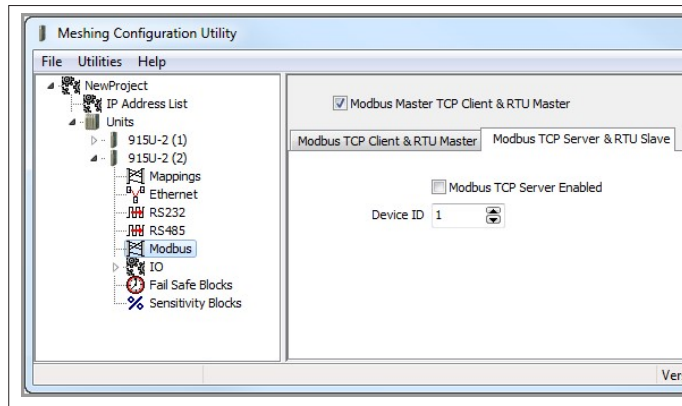 Meshing Configuration Utility
File Utilities Help
NewProject
IP Address List
Units
915U-2 (1)
915U-2 (2)
Mappings
Ethernet
RS232
RS485
Modbus
IO
Fail Safe Blocks
Sensitivity Blocks
Modbus Master TCP Client & RTU Master
Modbus TCP Client & RTU Master Modbus TCP Server & RTU Slave
Modbus TCP Server Enabled
Device ID 1
Ver